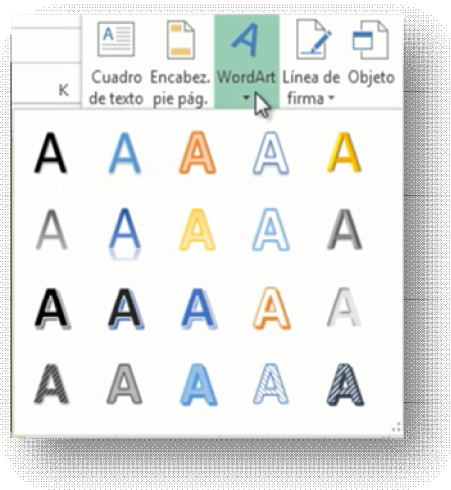 Cuadro Encabez. WordArt Línea de Objeto
de texto pie pág. firma
K
A A A A A
A A A A A
A A A A A
A A A A A